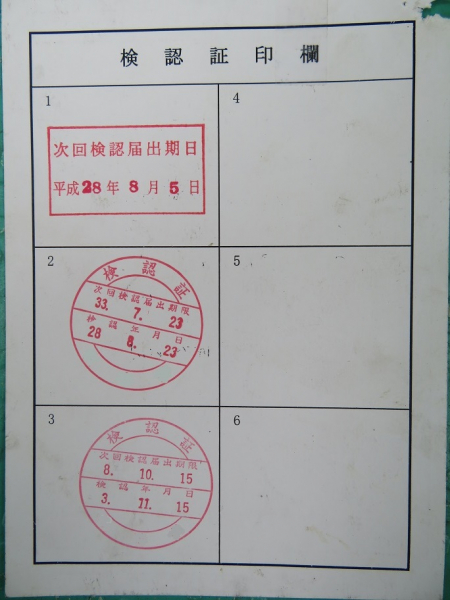 検認証印欄
1
次回検認届出期日
平成28年8月5日
2
検認証
次回検認届出期限
33. 7. 23
検認年月日
28 23
3
検認証
次回検認届出期限
8. 10. 15
検認年月日
3. 11. 15
4
5
6